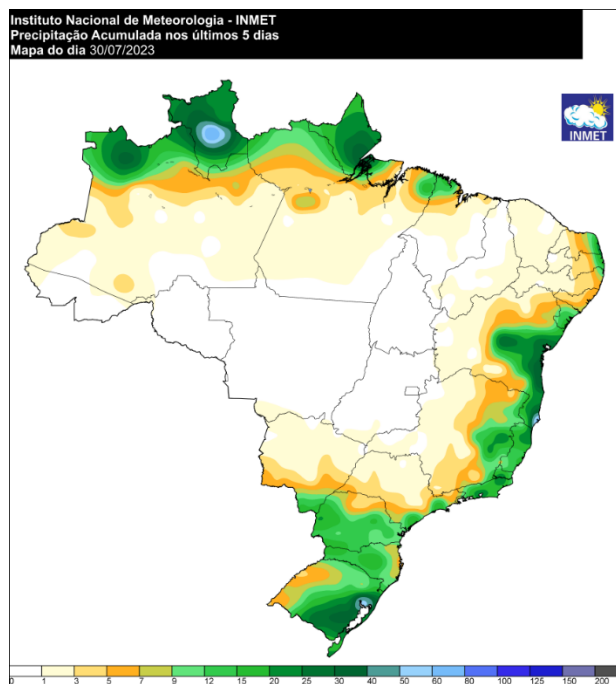 Instituto Nacional de Meteorologia - INMET
Precipitação Acumulada nos últimos 5 dias
Mapa do dia 30/07/2023
INMET
0 1 3 5 7 9 12 15 20 25 30 40 50 60 80 100 125 150 200